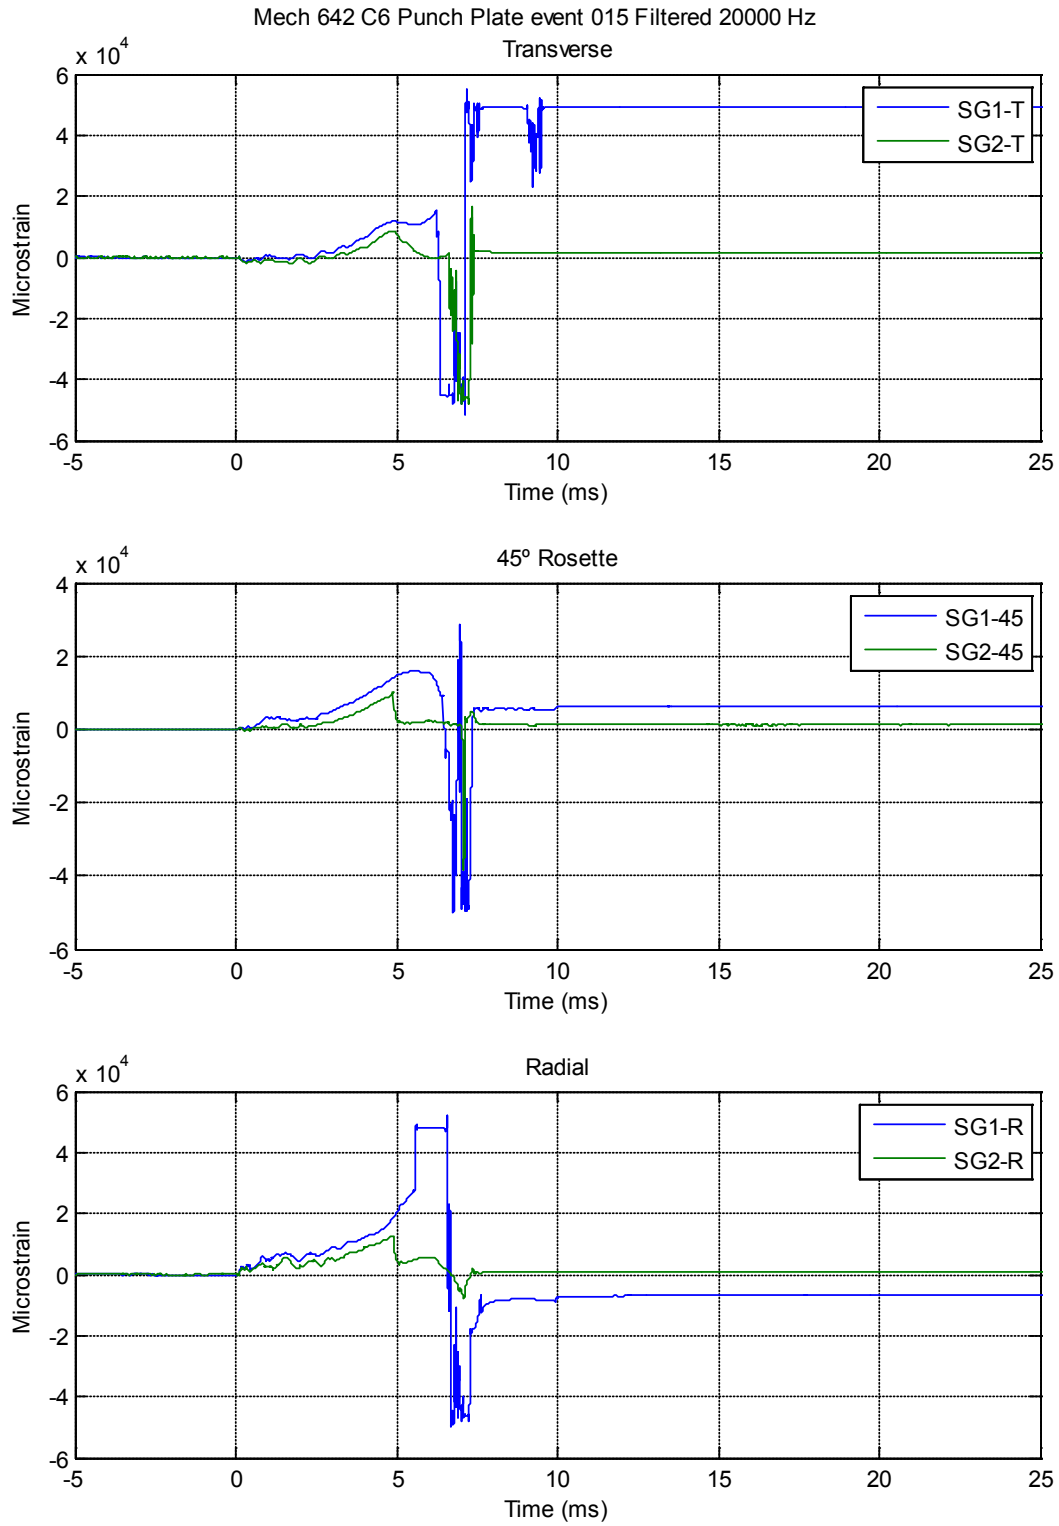 Mech 642 C6 Punch Plate event 015 Filtered 20000 Hz
Transverse
x 10^4
6
4
2
0
-2
-4
-6
Microstrain
SG1-T
SG2-T
-5 0 5 10 15 20 25
Time (ms)
45º Rosette
x 10^4
4
2
0
-2
-4
-6
Microstrain
SG1-45
SG2-45
-5 0 5 10 15 20 25
Time (ms)
Radial
x 10^4
6
4
2
0
-2
-4
-6
Microstrain
SG1-R
SG2-R
-5 0 5 10 15 20 25
Time (ms)